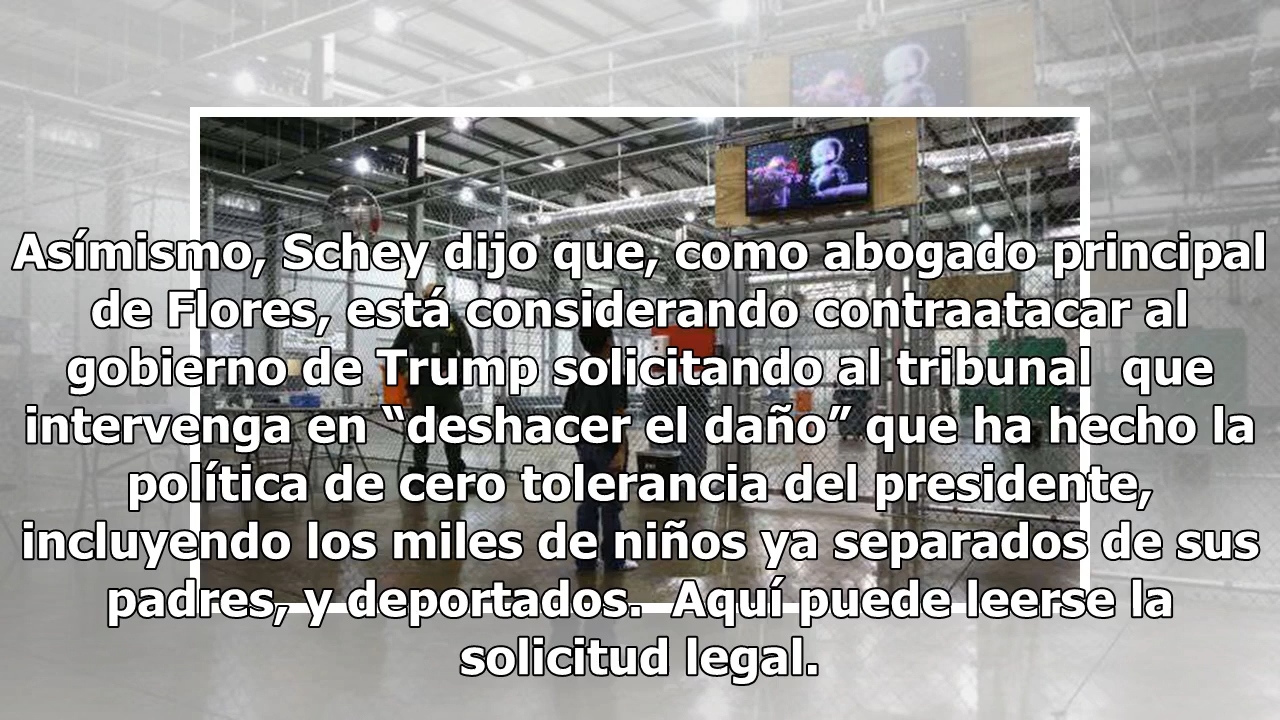 Asímismo, Schey dijo que, como abogado principal
de Flores, está considerando contraatacar al
gobierno de Trump solicitando al tribunal  que
intervenga en “deshacer el daño” que ha hecho la
política de cero tolerancia del presidente,
incluyendo los miles de niños ya separados de sus
padres, y deportados.  Aquí puede leerse la
solicitud legal.